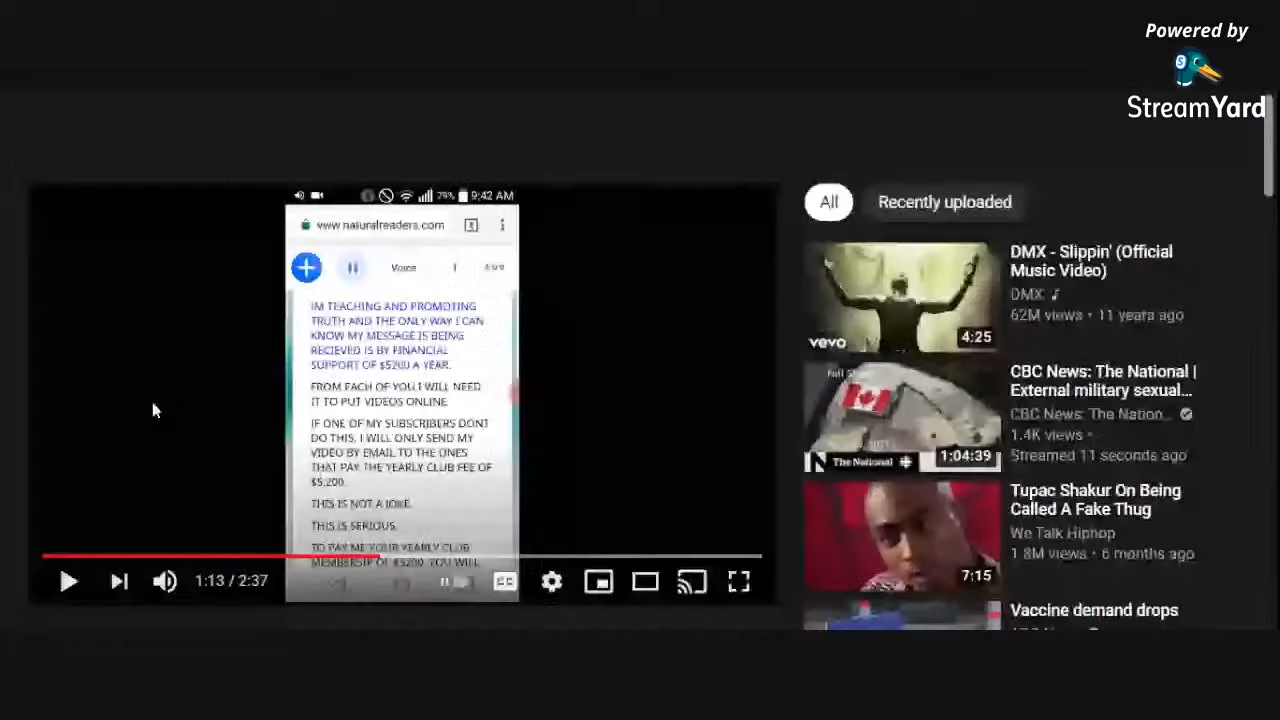 Powered by
StreamYard
79% 9:42 AM
www.naturalreaders.com
Voice
IM TEACHING AND PROMOTING
TRUTH AND THE ONLY WAY I CAN
KNOW MY MESSAGE IS BEING
RECIEVED IS BY FINANCIAL
SUPPORT OF $5200 A YEAR.
FROM EACH OF YOU I WILL NEED
IT TO PUT VIDEOS ONLINE
IF ONE OF MY SUBSCRIBERS DONT
DO THIS, I WILL ONLY SEND MY
VIDEO BY EMAIL TO THE ONES
THAT PAY THE YEARLY CLUB FEE OF
$5,200.
THIS IS NOT A JOKE.
THIS IS SERIOUS.
TO PAY ME YOUR YEARLY CLUB
MEMBERSIP OF $5200. YOU WILL
1:13 / 2:37
All
Recently uploaded
vevo
4:25
DMX - Slippin' (Official
Music Video)
DMX
62M views • 11 years ago
Full Show
The National
1:04:39
CBC News: The National |
External military sexual...
CBC News: The Nation...
1.4K views •
Streamed 11 seconds ago
7:15
Tupac Shakur On Being
Called A Fake Thug
We Talk Hiphop
1.8M views • 6 months ago
Vaccine demand drops